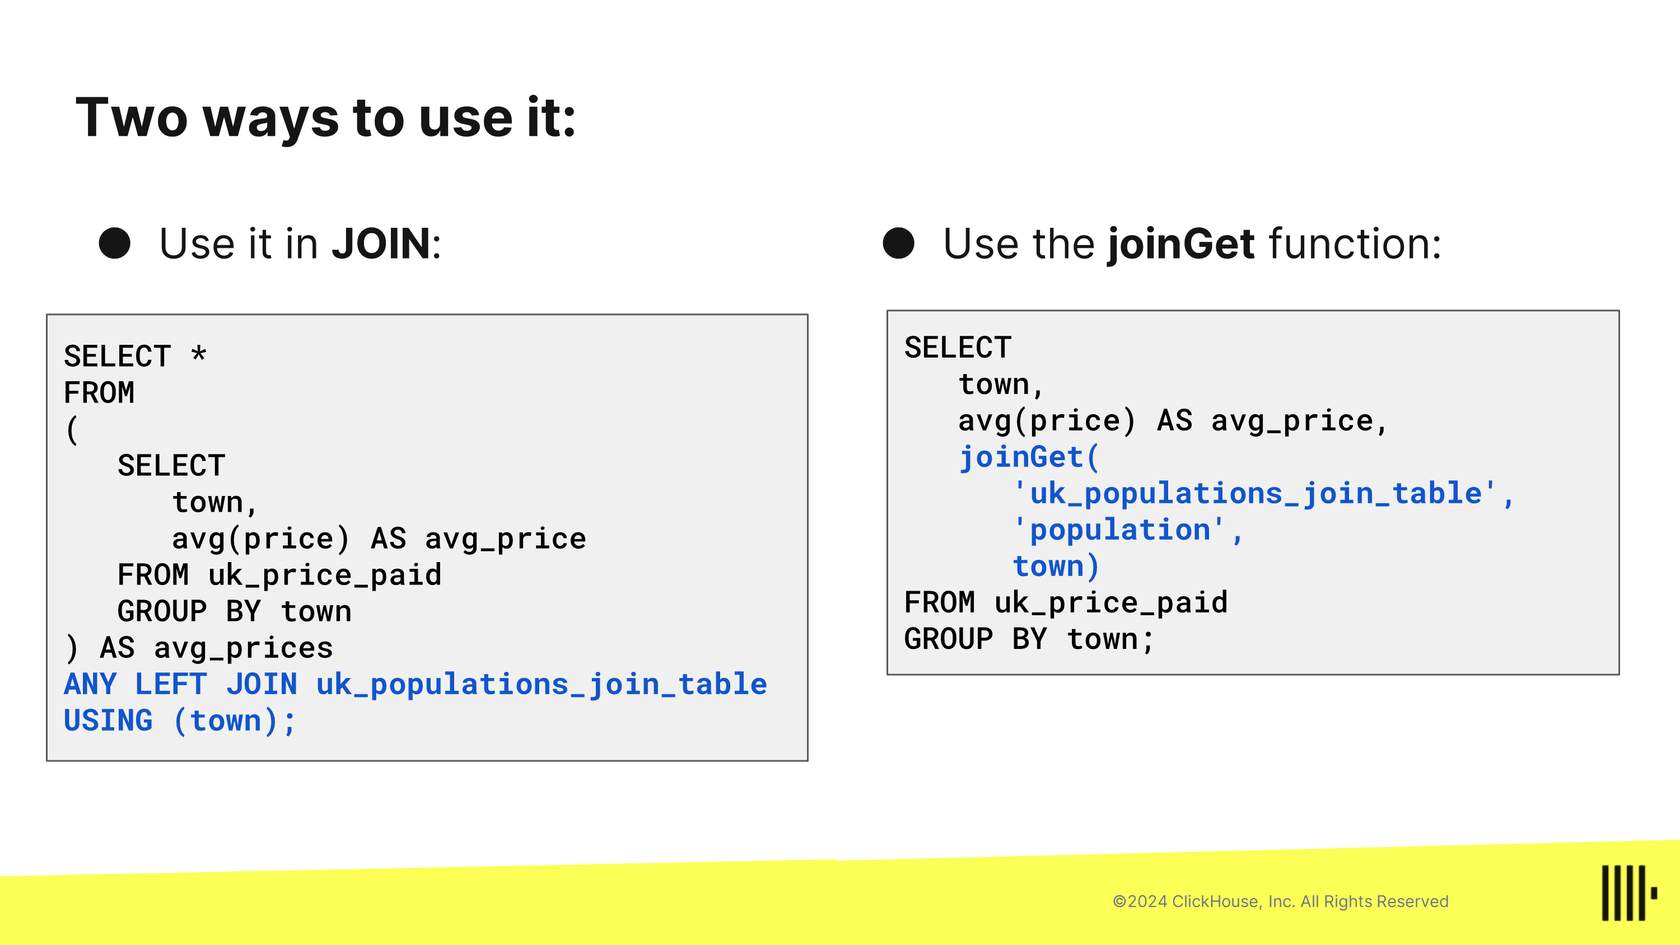 Two ways to use it:
● Use it in JOIN:
SELECT *
FROM
(
   SELECT
      town,
      avg(price) AS avg_price
   FROM uk_price_paid
   GROUP BY town
) AS avg_prices
ANY LEFT JOIN uk_populations_join_table
USING (town);
● Use the joinGet function:
SELECT
   town,
   avg(price) AS avg_price,
   joinGet(
      'uk_populations_join_table',
      'population',
      town)
FROM uk_price_paid
GROUP BY town;
©2024 ClickHouse, Inc. All Rights Reserved